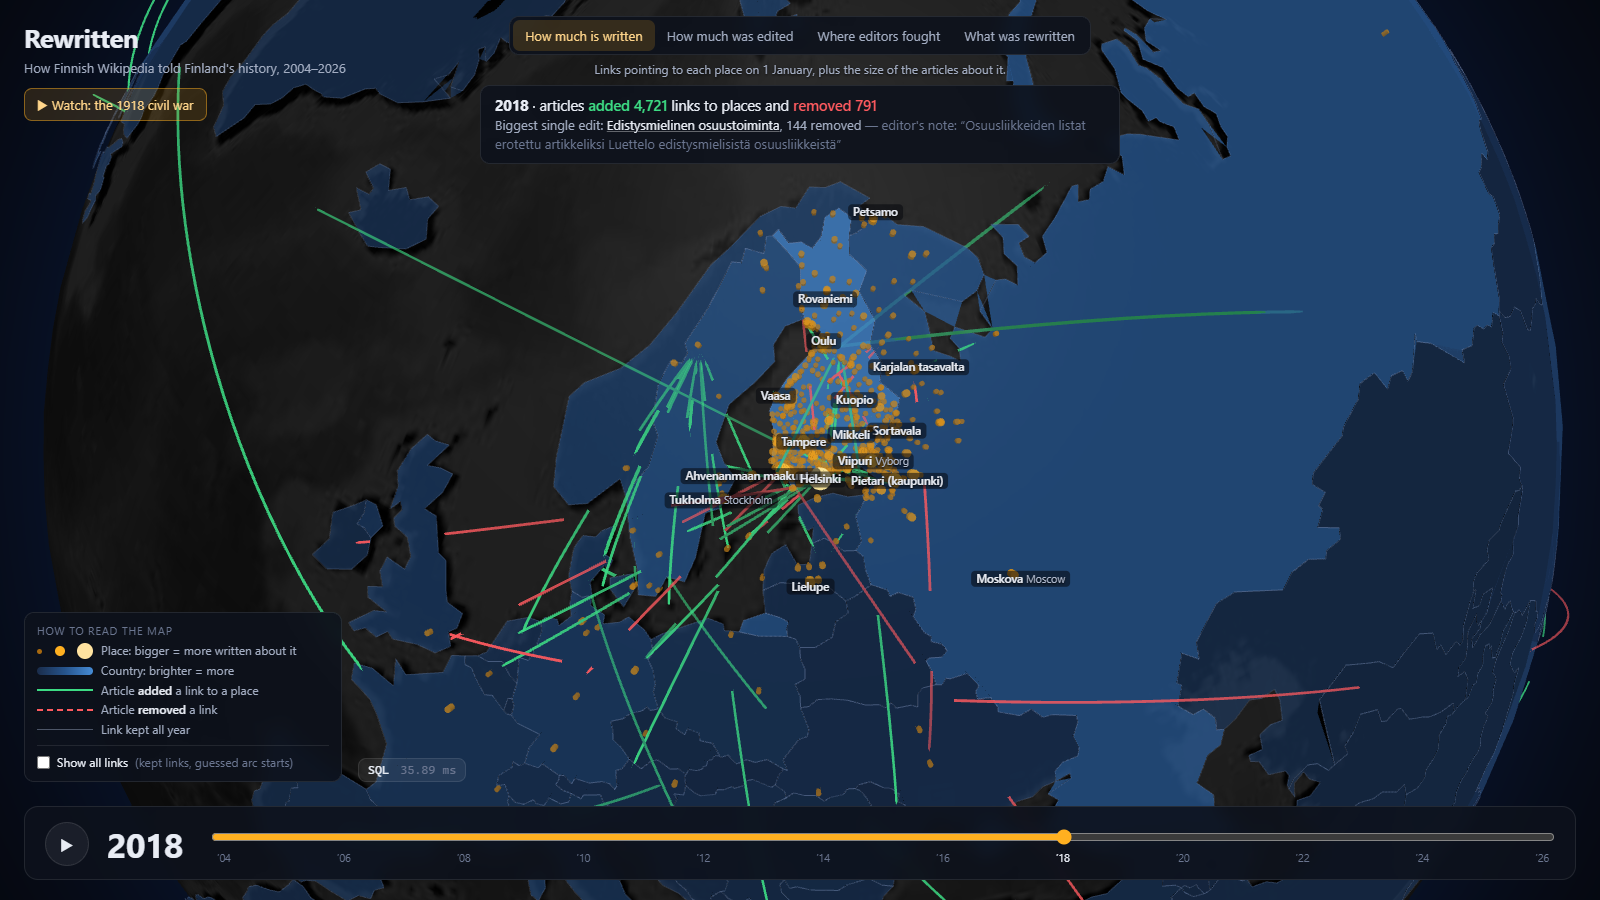 Rewritten
How Finnish Wikipedia told Finland's history, 2004–2026
▶ Watch: the 1918 civil war
How much is written
How much was edited
Where editors fought
What was rewritten
Links pointing to each place on 1 January, plus the size of the articles about it.
2018 · articles added 4,721 links to places and removed 791
Biggest single edit: Edistysmielinen osuustoiminta, 144 removed — editor's note: “Osuusliikkeiden listat
erotettu artikkeliksi Luettelo edistysmielisistä osuusliikkeistä”
Petsamo
Rovaniemi
Oulu
Karjalan tasavalta
Vaasa
Kuopio
Tampere
Mikkeli
Sortavala
Viipuri Vyborg
Ahvenanmaan maaku
Helsinki
Pietari (kaupunki)
Tukholma Stockholm
Moskova Moscow
Lielupe
HOW TO READ THE MAP
Place: bigger = more written about it
Country: brighter = more
Article added a link to a place
Article removed a link
Link kept all year
Show all links (kept links, guessed arc starts)
SQL 35.89 ms
2018
'04
'06
'08
'10
'12
'14
'16
'18
'20
'22
'24
'26